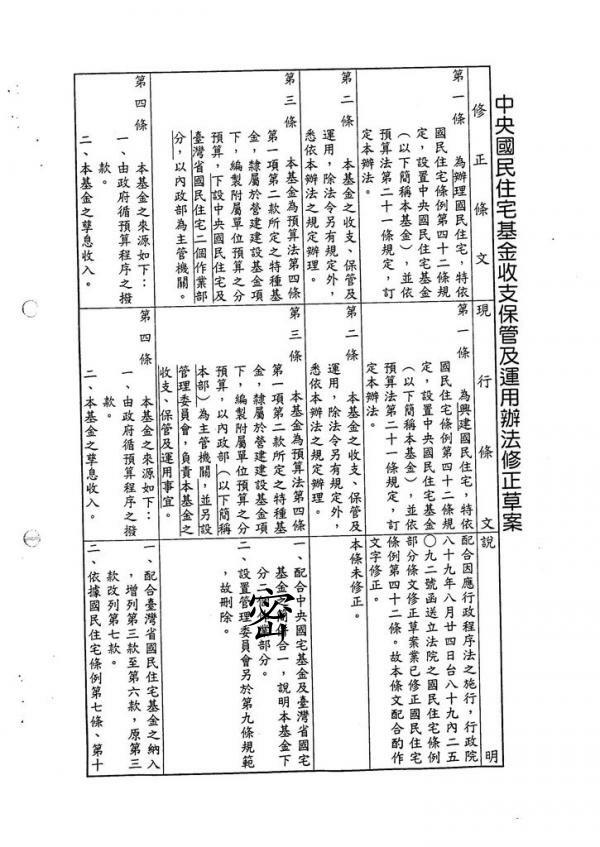 中央國民住宅基金收支保管及運用辦法修正草案
修正條文
現行條文
說明
第一條　為辦理國民住宅，特依
國民住宅條例第四十二條規
定，設置中央國民住宅基金
（以下簡稱本基金），並依
預算法第二十一條規定，訂
定本辦法。
第一條　為興建國民住宅，特依
國民住宅條例第四十二條規
定，設置中央國民住宅基金
（以下簡稱本基金），並依
預算法第二十一條規定，訂
定本辦法。
配合因應行政程序法之施行，行政院
八十九年八月廿四日台八十九內二五
○九二號函送立法院之國民住宅條例
部分條文修正草案業已修正國民住宅
條例第四十二條。故本條文配合酌作
文字修正。
第二條　本基金之收支、保管及
運用，除法令另有規定外，
悉依本辦法之規定辦理。
第二條　本基金之收支、保管及
運用，除法令另有規定外，
悉依本辦法之規定辦理。
本條未修正。
第三條　本基金為預算法第四條
第一項第二款所定之特種基
金，隸屬於營建建設基金項
下，編製附屬單位預算之分
預算，下設中央國民住宅及
臺灣省國民住宅二個作業部
分，以內政部為主管機關。
第三條　本基金為預算法第四條
第一項第二款所定之特種基
金，隸屬於營建建設基金項
下，編製附屬單位預算之分
預算，以內政部（以下簡稱
本部）為主管機關，並另設
管理委員會，負責本基金之
收支、保管及運用事宜。
一、配合中央國宅基金及臺灣省國宅
基金簡併合一，說明本基金下
分二個作業部分。
二、設置管理委員會另於第九條規範
，故刪除。
密
第四條　本基金之來源如下：
一、由政府循預算程序之撥
款。
二、本基金之孳息收入。
第四條　本基金之來源如下：
一、由政府循預算程序之撥
款。
二、本基金之孳息收入。
一、配合臺灣省國民住宅基金之納入
，增列第三款至第六款，原第三
款改列第七款。
二、依據國民住宅條例第七條、第十